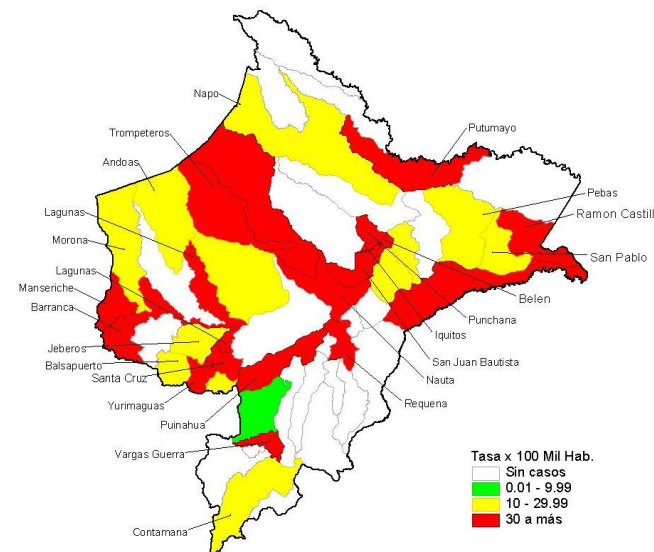 Napo
Trompeteros
Andoas
Lagunas
Morona
Lagunas
Manseriche
Barranca
Jeberos
Balsapuerto
Santa Cruz
Yurimaguas
Puinahua
Vargas Guerra
Contamana
Putumayo
Pebas
Ramon Castill
San Pablo
Belen
Punchana
Iquitos
San Juan Bautista
Nauta
Requena
Tasa x 100 Mil Hab.
Sin casos
0.01 - 9.99
10 - 29.99
30 a más